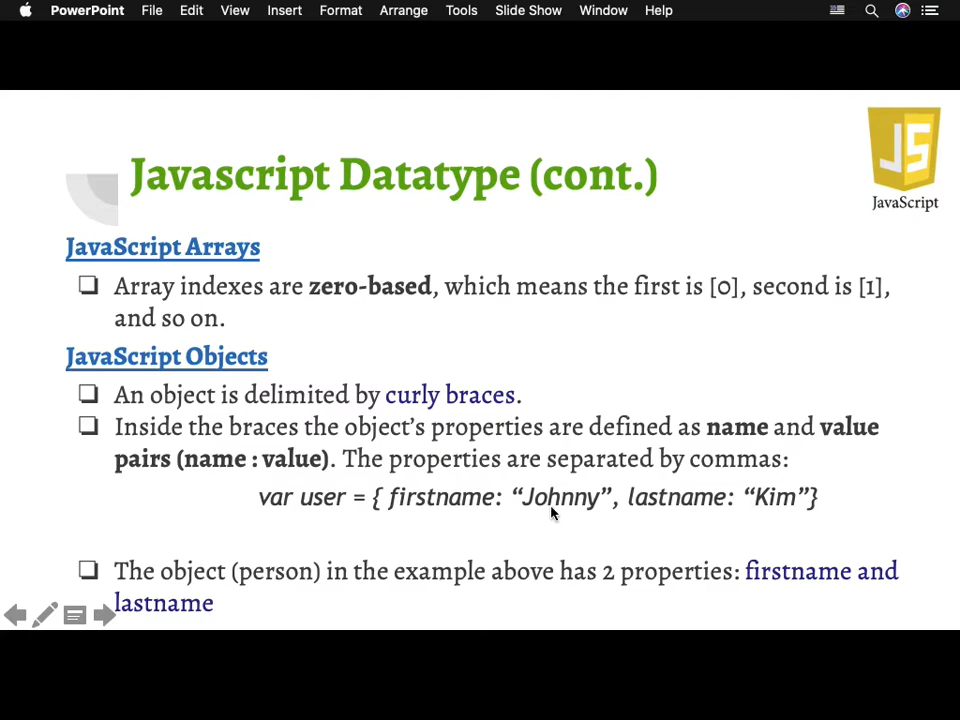 PowerPoint File Edit View Insert Format Arrange Tools Slide Show Window Help
JS
JavaScript
Javascript Datatype (cont.)
JavaScript Arrays
❏ Array indexes are zero-based, which means the first is [0], second is [1],
and so on.
JavaScript Objects
❏ An object is delimited by curly braces.
❏ Inside the braces the object’s properties are defined as name and value
pairs (name : value). The properties are separated by commas:
var user = { firstname: “Johnny”, lastname: “Kim”}
❏ The object (person) in the example above has 2 properties: firstname and
lastname